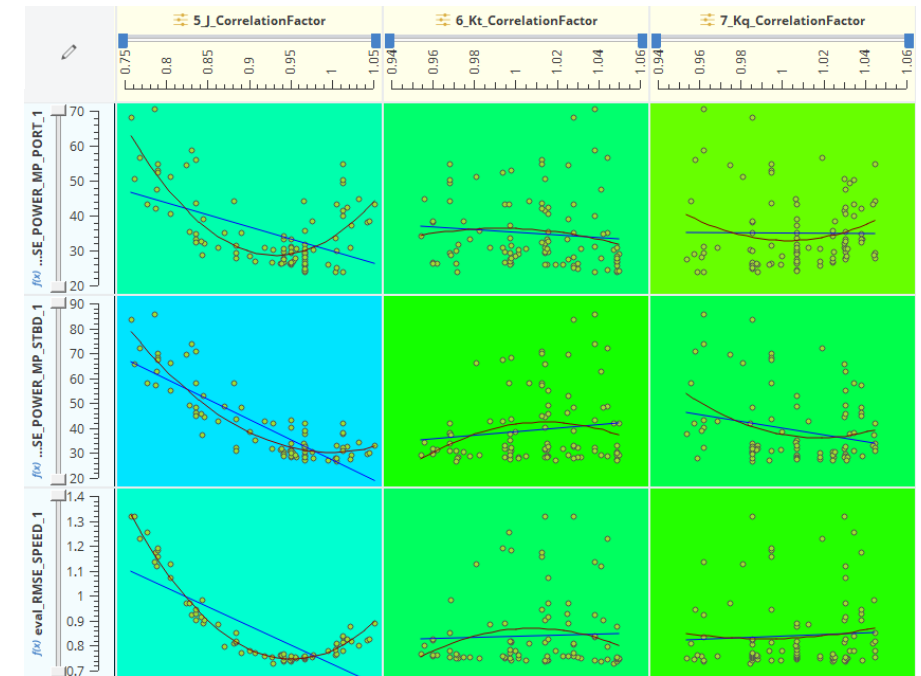 5_J_CorrelationFactor
6_Kt_CorrelationFactor
7_Kq_CorrelationFactor
0.75 0.8 0.85 0.9 0.95 1 1.05
0.94 0.96 0.98 1 1.02 1.04 1.06
0.94 0.96 0.98 1 1.02 1.04 1.06
f(x) ...SE_POWER_MP_PORT_1
70
60
50
40
30
20
f(x) ...SE_POWER_MP_STBD_1
90
80
70
60
50
40
30
20
f(x) eval_RMSE_SPEED_1
1.4
1.3
1.2
1.1
1
0.9
0.8
0.7